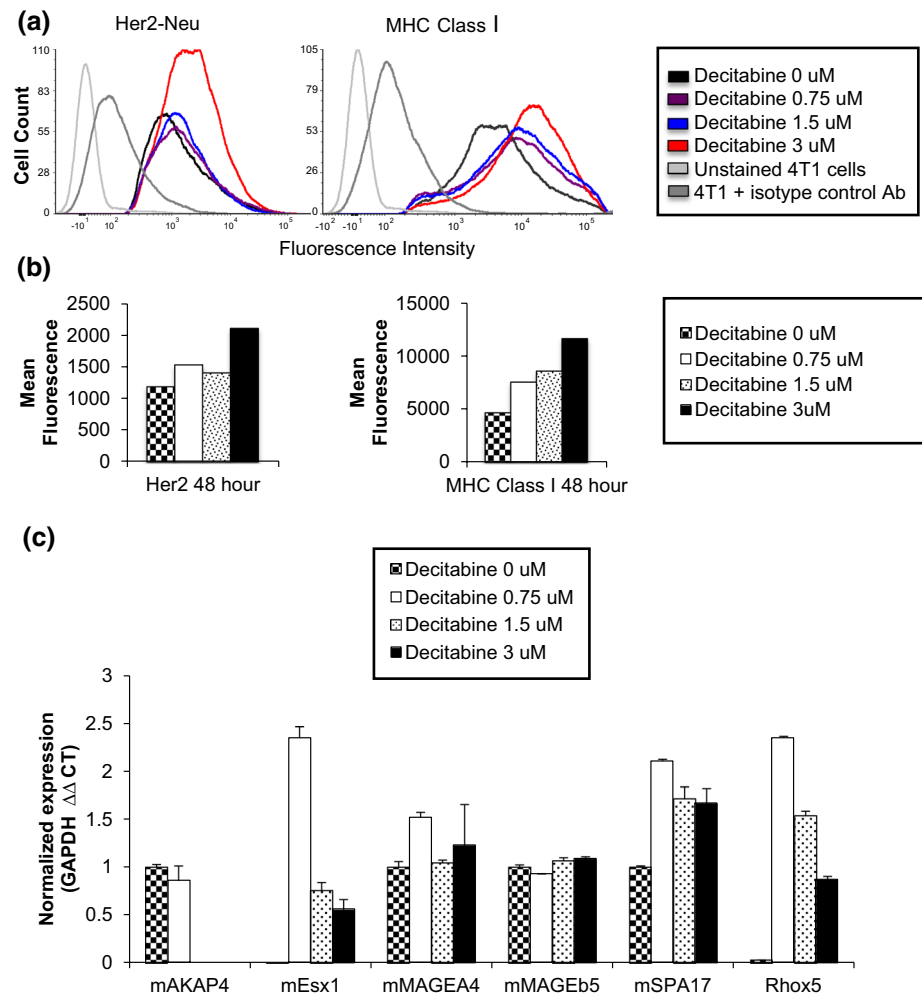 (a)
Her2-Neu
MHC Class I
Cell Count
110
83
55
28
0
-10¹ 10² 10³ 10⁴ 10⁵
105
79
53
26
0
-10¹ 10² 10³ 10⁴ 10⁵
Fluorescence Intensity
Decitabine 0 uM
Decitabine 0.75 uM
Decitabine 1.5 uM
Decitabine 3 uM
Unstained 4T1 cells
4T1 + isotype control Ab
(b)
Mean
Fluorescence
2500
2000
1500
1000
500
0
Her2 48 hour
Mean
Fluorescence
15000
10000
5000
0
MHC Class I 48 hour
Decitabine 0 uM
Decitabine 0.75 uM
Decitabine 1.5 uM
Decitabine 3uM
(c)
Decitabine 0 uM
Decitabine 0.75 uM
Decitabine 1.5 uM
Decitabine 3 uM
Normalized expression
(GAPDH ΔΔ CT)
3
2.5
2
1.5
1
0.5
0
mAKAP4 mEsx1 mMAGEA4 mMAGEb5 mSPA17 Rhox5